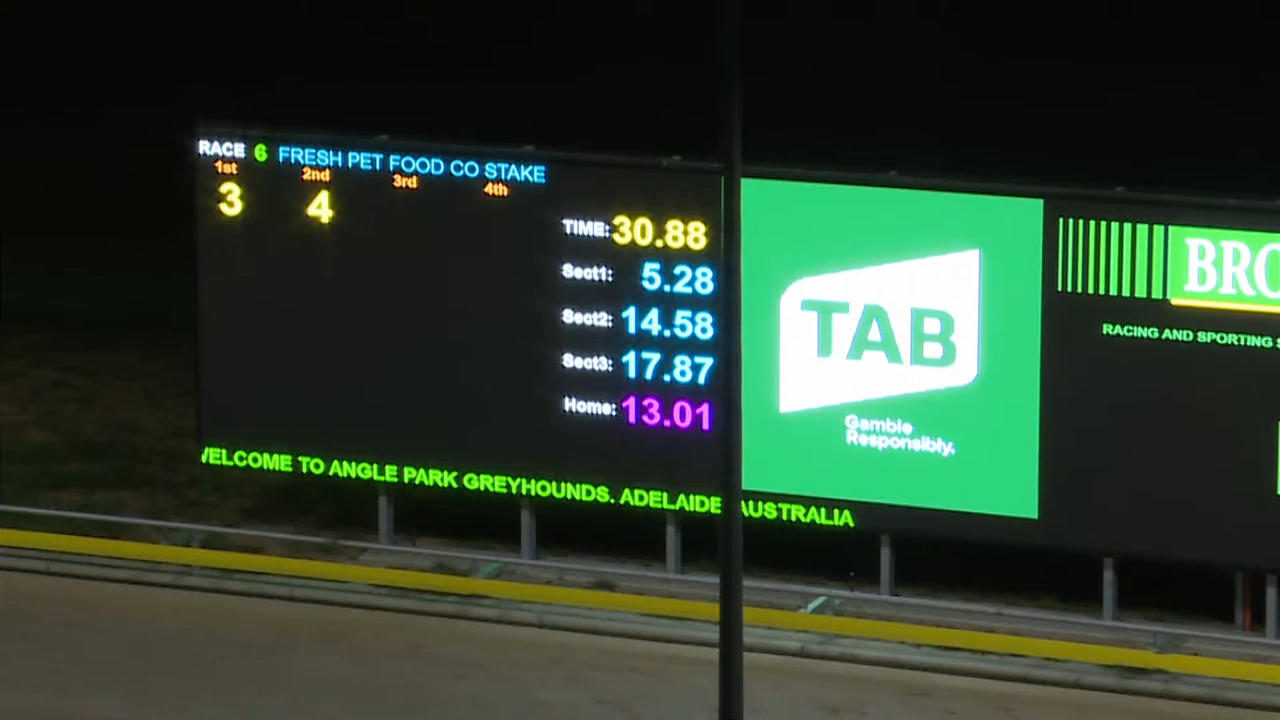 RACE 6 FRESH PET FOOD CO STAKE
1st 2nd 3rd 4th
3 4
TIME: 30.88
Sect1: 5.28
Sect2: 14.58
Sect3: 17.87
Home: 13.01
WELCOME TO ANGLE PARK GREYHOUNDS. ADELAIDE AUSTRALIA
TAB
Gamble
Responsibly.
BRO
RACING AND SPORTING